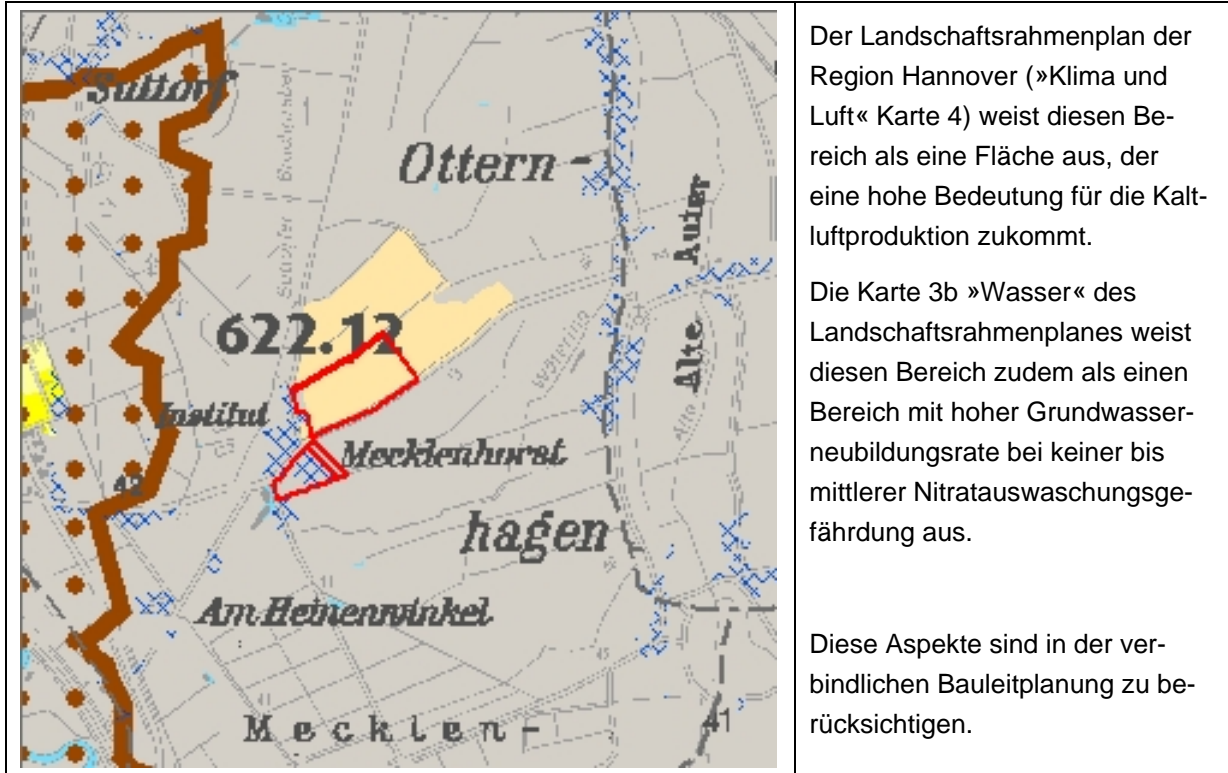 Suttorf
Ottern-
Auter
Alte
622.12
Institut
Mecklenhorst
42
hagen
Am Heinenwinkel
Mecklen-
41
Der Landschaftsrahmenplan der
Region Hannover (»Klima und
Luft« Karte 4) weist diesen Be-
reich als eine Fläche aus, der
eine hohe Bedeutung für die Kalt-
luftproduktion zukommt.
Die Karte 3b »Wasser« des
Landschaftsrahmenplanes weist
diesen Bereich zudem als einen
Bereich mit hoher Grundwasser-
neubildungsrate bei keiner bis
mittlerer Nitratauswaschungsge-
fährdung aus.
Diese Aspekte sind in der ver-
bindlichen Bauleitplanung zu be-
rücksichtigen.